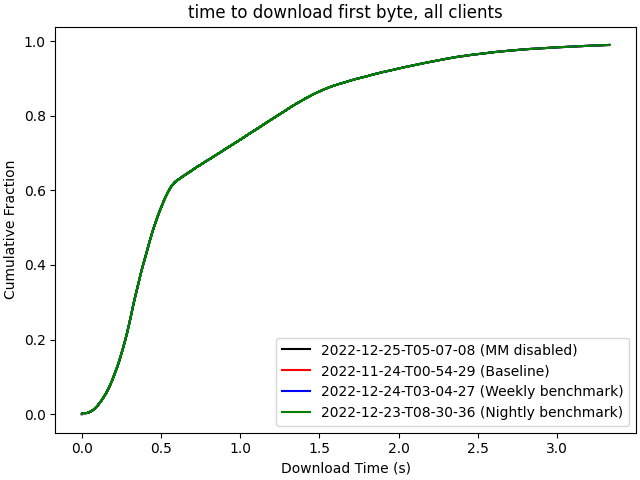 time to download first byte, all clients
1.0
0.8
0.6
0.4
0.2
0.0
Cumulative Fraction
2022-12-25-T05-07-08 (MM disabled)
2022-11-24-T00-54-29 (Baseline)
2022-12-24-T03-04-27 (Weekly benchmark)
2022-12-23-T08-30-36 (Nightly benchmark)
0.0 0.5 1.0 1.5 2.0 2.5 3.0
Download Time (s)